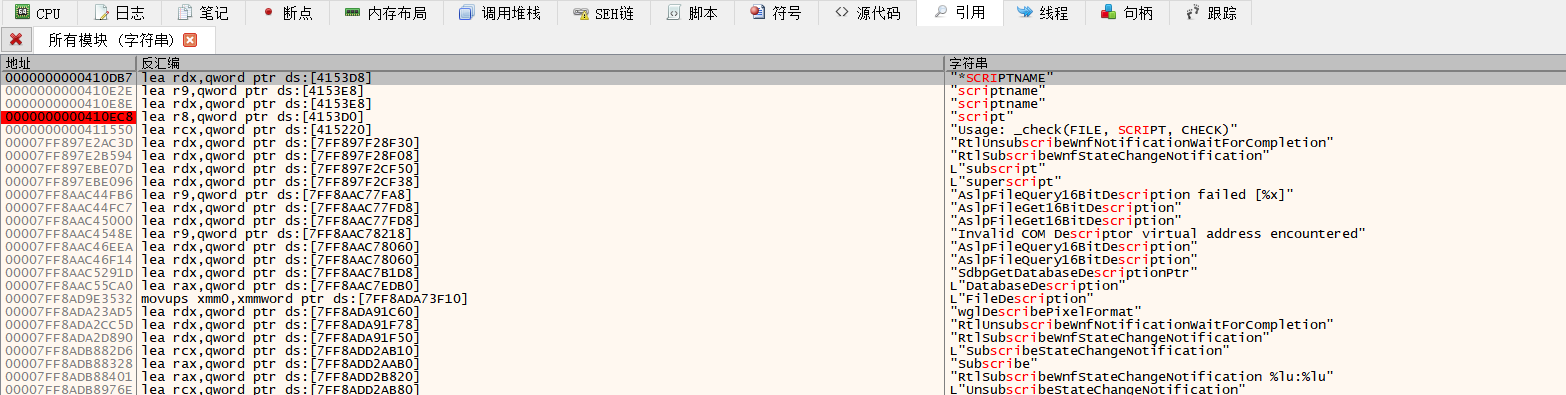 CPU 日志 笔记 断点 内存布局 调用堆栈 SEH链 脚本 符号 源代码 引用 线程 句柄 跟踪
所有模块 (字符串)
地址 反汇编 字符串
0000000000410DB7 lea rdx,qword ptr ds:[4153D8] "*SCRIPTNAME"
0000000000410E2E lea r9,qword ptr ds:[4153E8] "scriptname"
0000000000410E8E lea rdx,qword ptr ds:[4153E8] "scriptname"
0000000000410EC8 lea r8,qword ptr ds:[4153D0] "script"
0000000000411550 lea rcx,qword ptr ds:[415220] "Usage: _check(FILE, SCRIPT, CHECK)"
00007FF897E2AC3D lea rdx,qword ptr ds:[7FF897F28F30] "RtlUnsubscribeWnfNotificationWaitForCompletion"
00007FF897E2B594 lea rdx,qword ptr ds:[7FF897F28F08] "RtlSubscribeWnfStateChangeNotification"
00007FF897EBE07D lea rdx,qword ptr ds:[7FF897F2CF50] L"subscript"
00007FF897EBE096 lea rdx,qword ptr ds:[7FF897F2CF38] L"superscript"
00007FF8AAC44FB6 lea r9,qword ptr ds:[7FF8AAC77FA8] "AslpFileQuery16BitDescription failed [%x]"
00007FF8AAC44FC7 lea rdx,qword ptr ds:[7FF8AAC77FD8] "AslpFileGet16BitDescription"
00007FF8AAC45000 lea rdx,qword ptr ds:[7FF8AAC77FD8] "AslpFileGet16BitDescription"
00007FF8AAC4548E lea r9,qword ptr ds:[7FF8AAC78218] "Invalid COM Descriptor virtual address encountered"
00007FF8AAC46EEA lea rdx,qword ptr ds:[7FF8AAC78060] "AslpFileQuery16BitDescription"
00007FF8AAC46F14 lea rdx,qword ptr ds:[7FF8AAC78060] "AslpFileQuery16BitDescription"
00007FF8AAC5291D lea rdx,qword ptr ds:[7FF8AAC7B1D8] "SdbpGetDatabaseDescriptionPtr"
00007FF8AAC55CA0 lea rax,qword ptr ds:[7FF8AAC7EDB0] L"DatabaseDescription"
00007FF8AD9E3532 movups xmm0,xmmword ptr ds:[7FF8ADA73F10] L"FileDescription"
00007FF8ADA23AD5 lea rdx,qword ptr ds:[7FF8ADA91C60] "wglDescribePixelFormat"
00007FF8ADA2CC5D lea rdx,qword ptr ds:[7FF8ADA91F78] "RtlUnsubscribeWnfNotificationWaitForCompletion"
00007FF8ADA2D890 lea rdx,qword ptr ds:[7FF8ADA91F50] "RtlSubscribeWnfStateChangeNotification"
00007FF8ADB882D6 lea rcx,qword ptr ds:[7FF8ADD2AB10] L"SubscribeStateChangeNotification"
00007FF8ADB88328 lea rax,qword ptr ds:[7FF8ADD2AAB0] L"Subscribe"
00007FF8ADB88401 lea rax,qword ptr ds:[7FF8ADD2B820] "RtlSubscribeWnfStateChangeNotification %lu:%lu"
00007FF8ADB8976E lea rcx,qword ptr ds:[7FF8ADD2AB80] L"UnsubscribeStateChangeNotification"